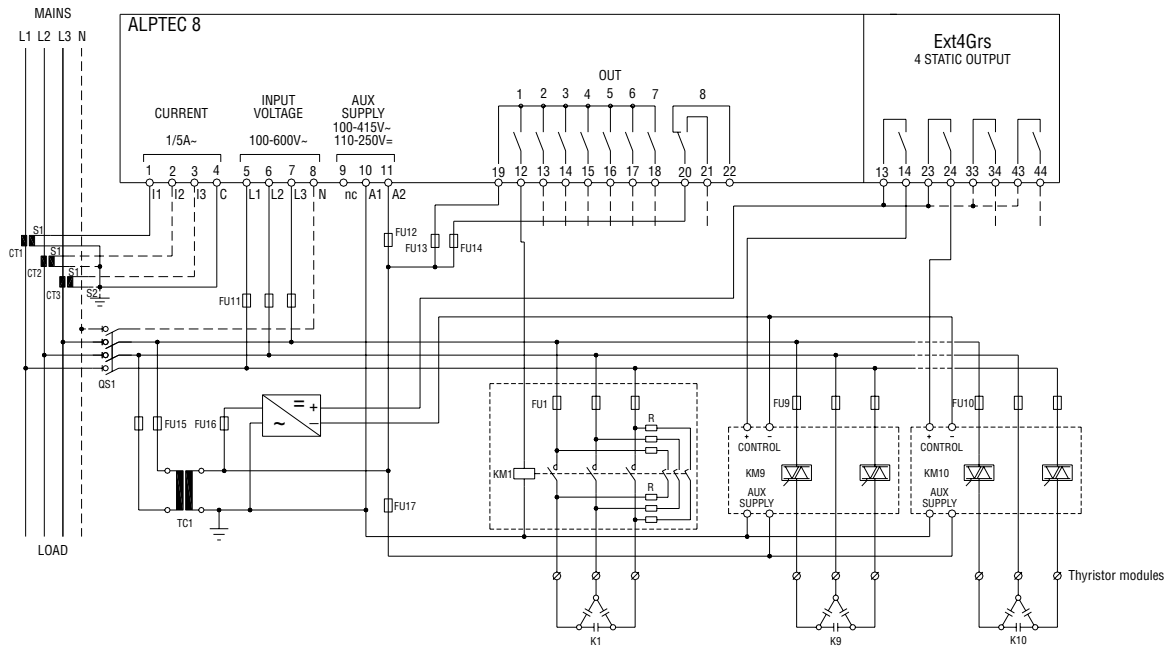 MAINS
L1 L2 L3 N
ALPTEC 8
Ext4Grs
4 STATIC OUTPUT
OUT
1 2 3 4 5 6 7 8
CURRENT
1/5A~
INPUT
VOLTAGE
100-600V~
AUX
SUPPLY
100-415V~
110-250V=
1 2 3 4 5 6 7 8 9 10 11
19 12 13 14 15 16 17 18 20 21 22
13 14 23 24 33 34 43 44
I1 I2 I3 C L1 L2 L3 N nc A1 A2
S1
CT1
S1
CT2
S1
CT3
S2
FU12
FU13
FU14
FU11
QS1
FU15
FU16
= + 
~ –
TC1
FU17
FU1
R
KM1
R
FU9
+ –
CONTROL
KM9
AUX
SUPPLY
FU10
+ –
CONTROL
KM10
AUX
SUPPLY
LOAD
Thyristor modules
K1
K9
K10